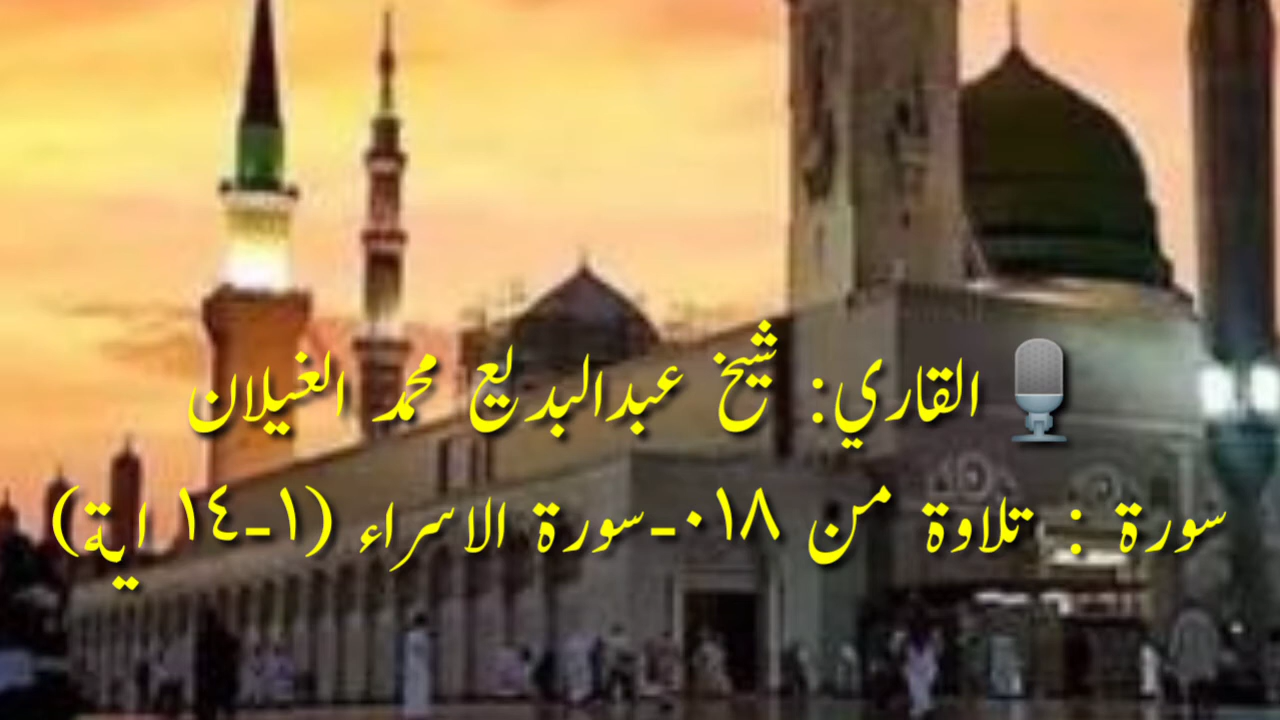 القاري: شيخ عبدالبديع محمد الغيلان
سورة : تلاوة من ٠١٨-سورة الاسراء (١-١٤ اية)